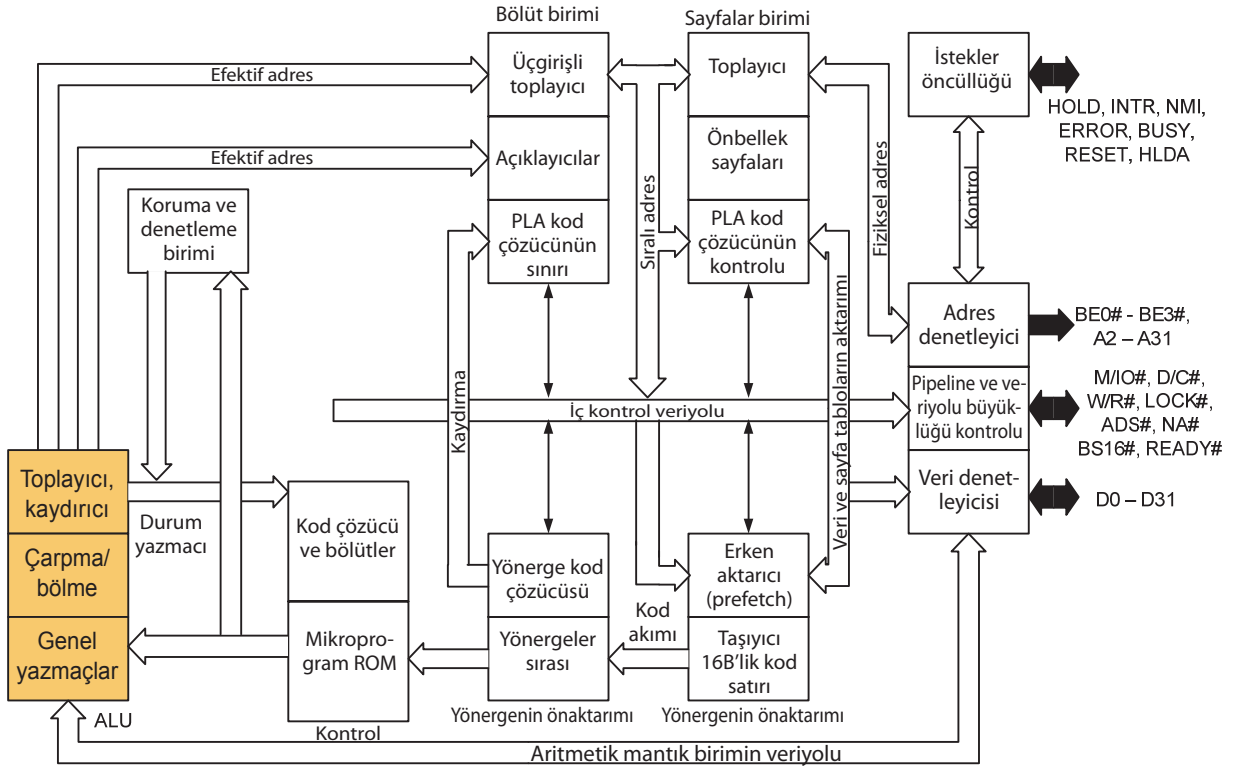 Bölüt birimi
Sayfalar birimi
Efektif adres
Üçgirişli
toplayıcı
Toplayıcı
İstekler
öncüllüğü
HOLD, INTR, NMI,
ERROR, BUSY,
RESET, HLDA
Efektif adres
Açıklayıcılar
Önbellek
sayfaları
Koruma ve
denetleme
birimi
PLA kod
çözücünün
sınırı
Sıralı adres
PLA kod
çözücünün
kontrolu
Fiziksel adres
Kontrol
Adres
denetleyici
BE0# - BE3#,
A2 – A31
Kaydırma
İç kontrol veriyolu
Veri ve sayfa tabloların aktarımı
Pipeline ve ve-
riyolu büyük-
lüğü kontrolu
M/IO#, D/C#,
W/R#, LOCK#,
ADS#, NA#
BS16#, READY#
Toplayıcı,
kaydırıcı
Durum
yazmacı
Kod çözücü
ve bölütler
Veri denet-
leyicisi
D0 – D31
Çarpma/
bölme
Yönerge kod
çözücüsü
Erken
aktarıcı
(prefetch)
Genel
yazmaçlar
Mikropro-
gram ROM
Yönergeler
sırası
Kod
akımı
Taşıyıcı
16B'lik kod
satırı
ALU
Kontrol
Yönergenin önaktarımı
Yönergenin önaktarımı
Aritmetik mantık birimin veriyolu